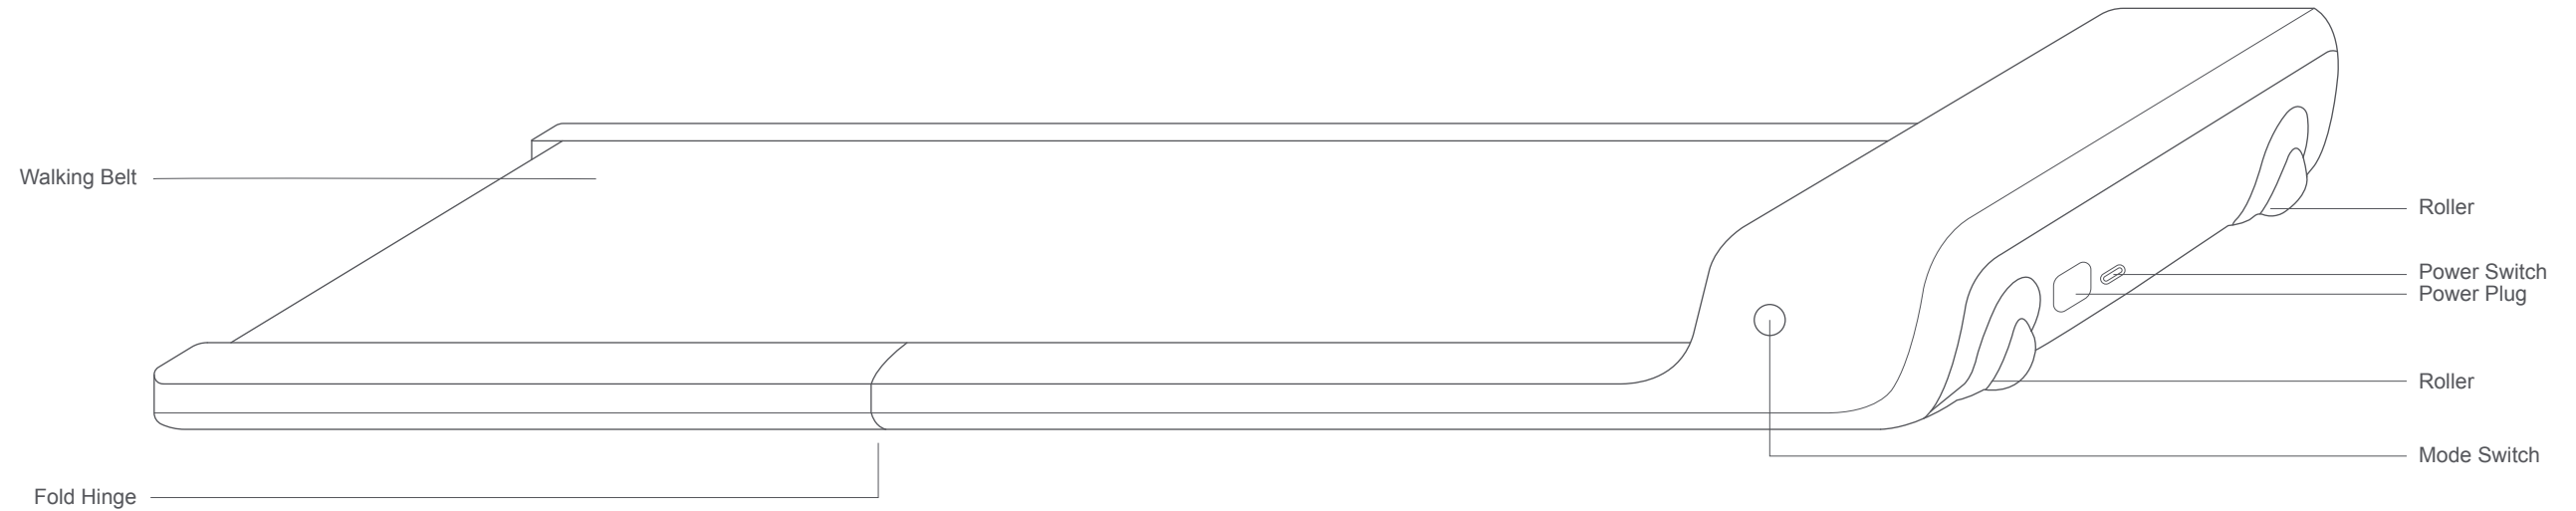 Walking Belt
Roller
Power Switch
Power Plug
Roller
Mode Switch
Fold Hinge